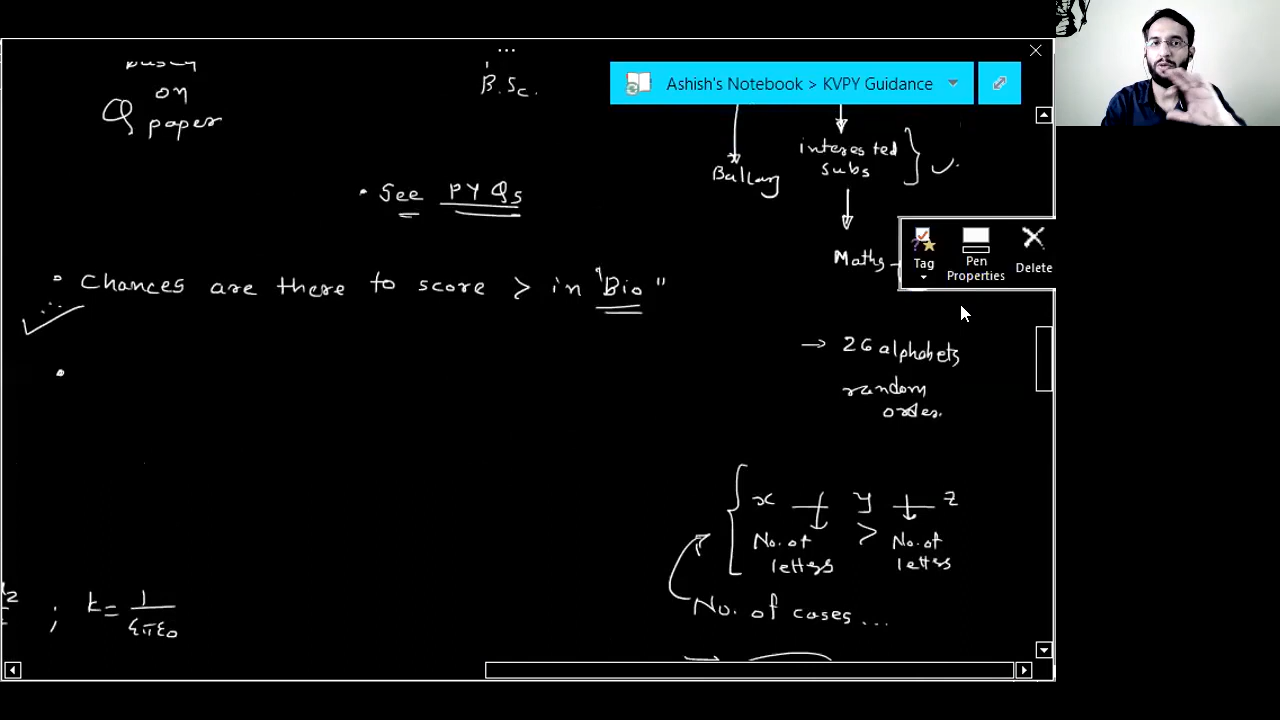 on
Q paper
B.Sc.
Ashish's Notebook > KVPY Guidance
interested
subs
• See PYQs
Maths
Tag
Pen
Properties
Delete
• Chances are there to score > in "Bio"
→ 26 alphabets
random
order.
x y z
No. of > No. of
letters letters
No. of cases...
; k = 1
4πε0